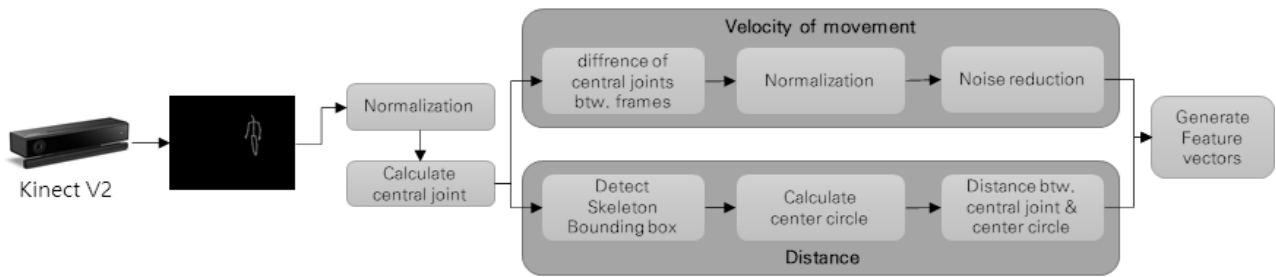 Kinect V2
Normalization
Calculate
central joint
Velocity of movement
diffrence of
central joints
btw. frames
Normalization
Noise reduction
Detect
Skeleton
Bounding box
Calculate
center circle
Distance btw.
central joint &
center circle
Distance
Generate
Feature
vectors